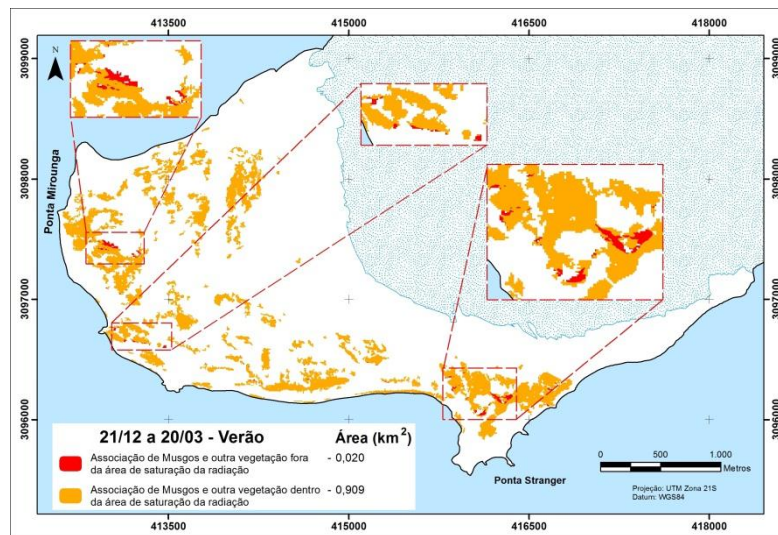 413500 415000 416500 418000
3099000
3099000
N
3098000
3098000
Ponta Mirounga
3097000
3097000
3096000
3096000
21/12 a 20/03 - Verão Área (km²)
Associação de Musgos e outra vegetação fora - 0,020
da área de saturação da radiação
Associação de Musgos e outra vegetação dentro - 0,909
da área de saturação da radiação
Ponta Stranger
0 500 1.000
Metros
Projeção: UTM Zona 21S
Datum: WGS84
413500 415000 416500 418000